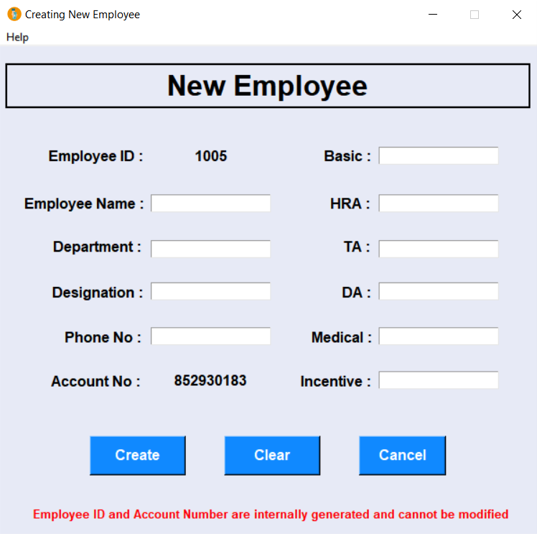 Creating New Employee
Help
New Employee
Employee ID : 1005 Basic :
Employee Name : HRA :
Department : TA :
Designation : DA :
Phone No : Medical :
Account No : 852930183 Incentive :
Create Clear Cancel
Employee ID and Account Number are internally generated and cannot be modified